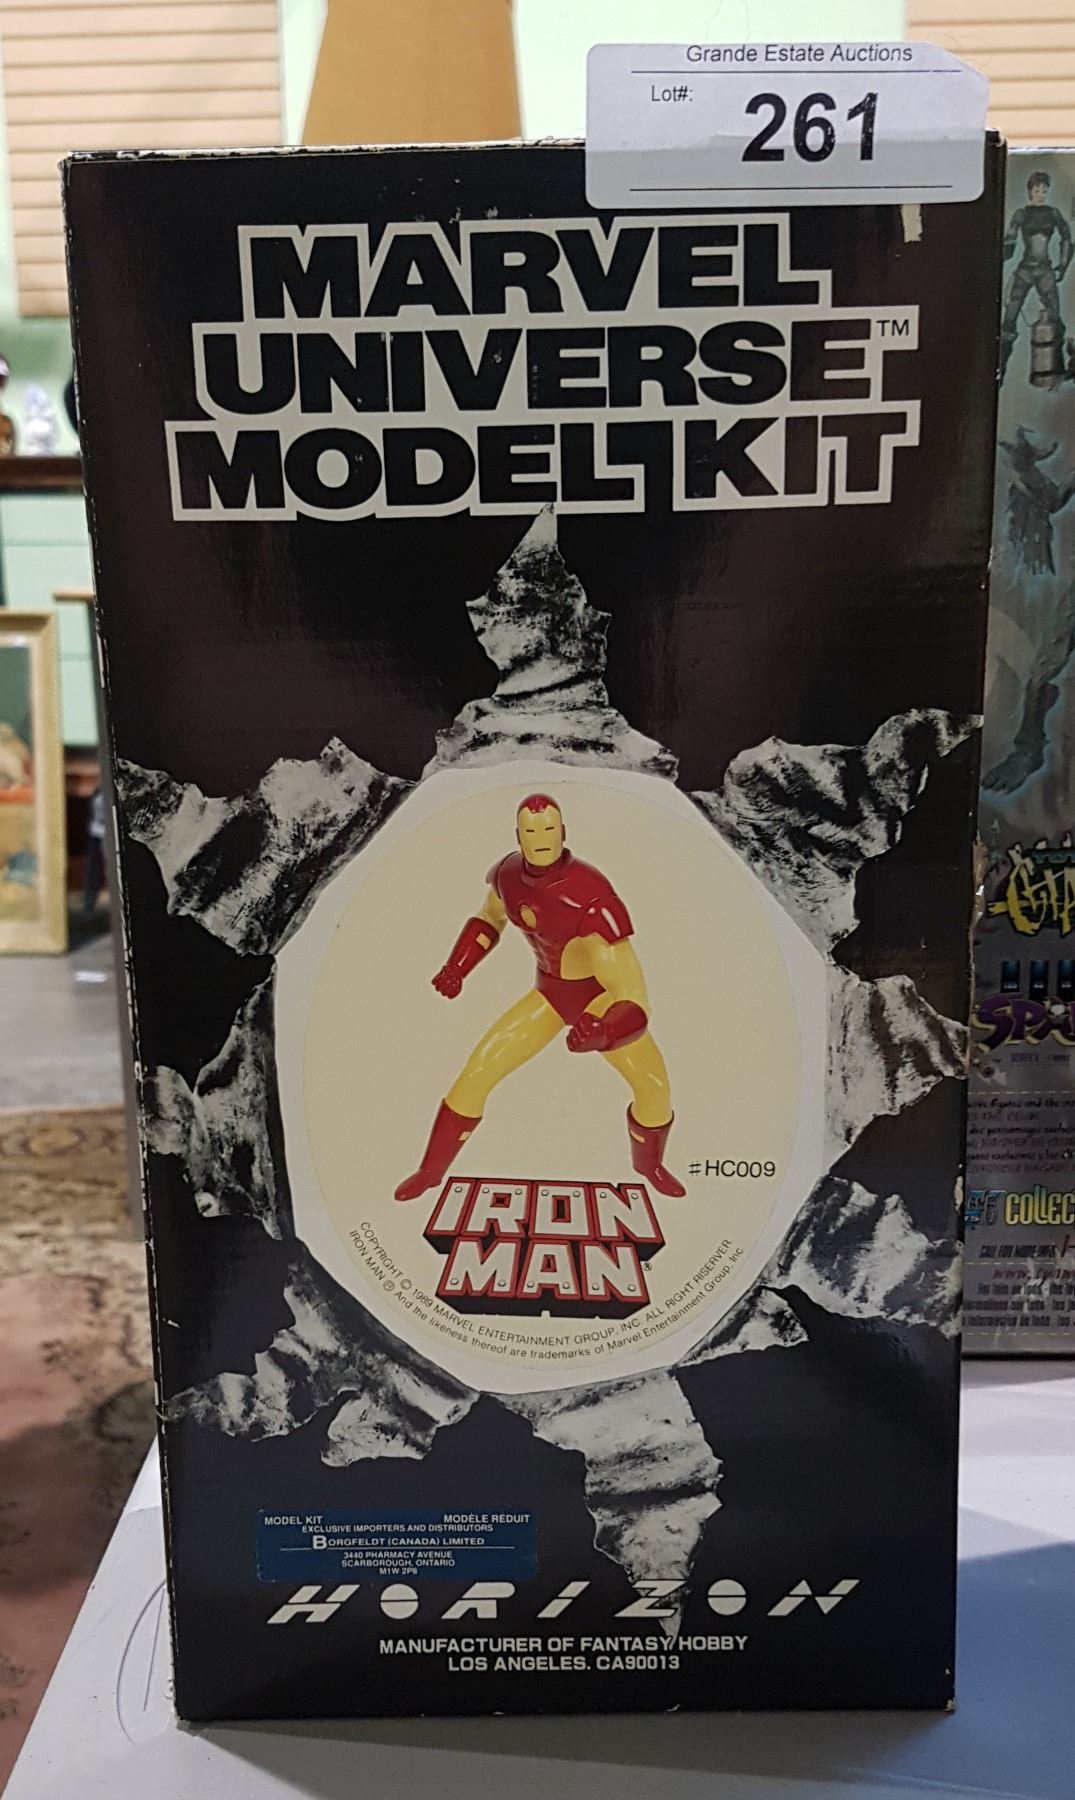 Grande Estate Auctions
Lot#:
261
MARVEL
UNIVERSE™
MODEL KIT
#HC009
IRON
MAN®
COPYRIGHT © 1989 MARVEL ENTERTAINMENT GROUP, INC. ALL RIGHT RISERVER
IRON MAN ® And the likeness thereof are trademarks of Marvel Entertainment Group, Inc.
MODEL KIT MODÈLE RÉDUIT
EXCLUSIVE IMPORTERS AND DISTRIBUTORS
BORGFELDT (CANADA) LIMITED
3440 PHARMACY AVENUE
SCARBOROUGH, ONTARIO
M1W 2P8
HORIZON
MANUFACTURER OF FANTASY HOBBY
LOS ANGELES. CA90013
COLLEC